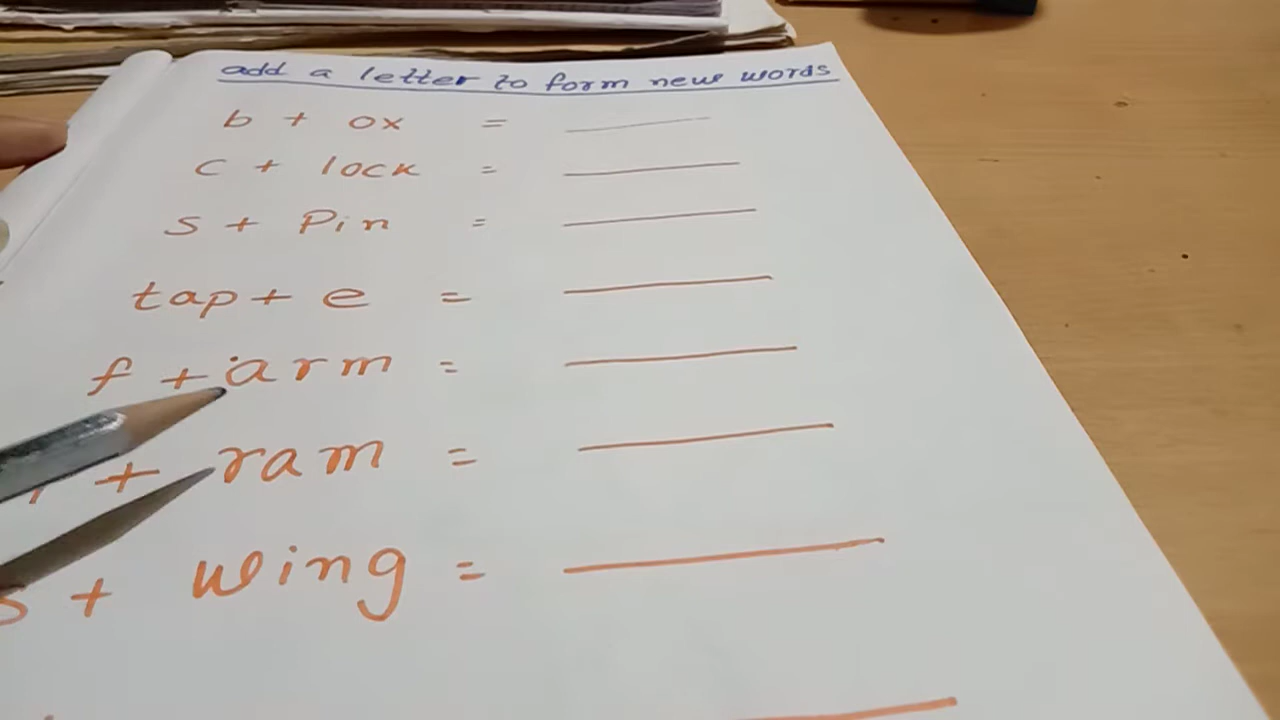 add a letter to form new words
b + ox =
c + lock =
s + Pin =
tap + e =
f + arm =
+ ram =
s + wing =